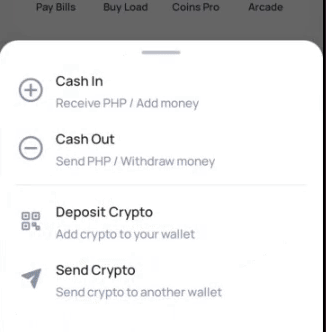 Pay Bills Buy Load Coins Pro Arcade
Cash In
Receive PHP / Add money
Cash Out
Send PHP / Withdraw money
Deposit Crypto
Add crypto to your wallet
Send Crypto
Send crypto to another wallet